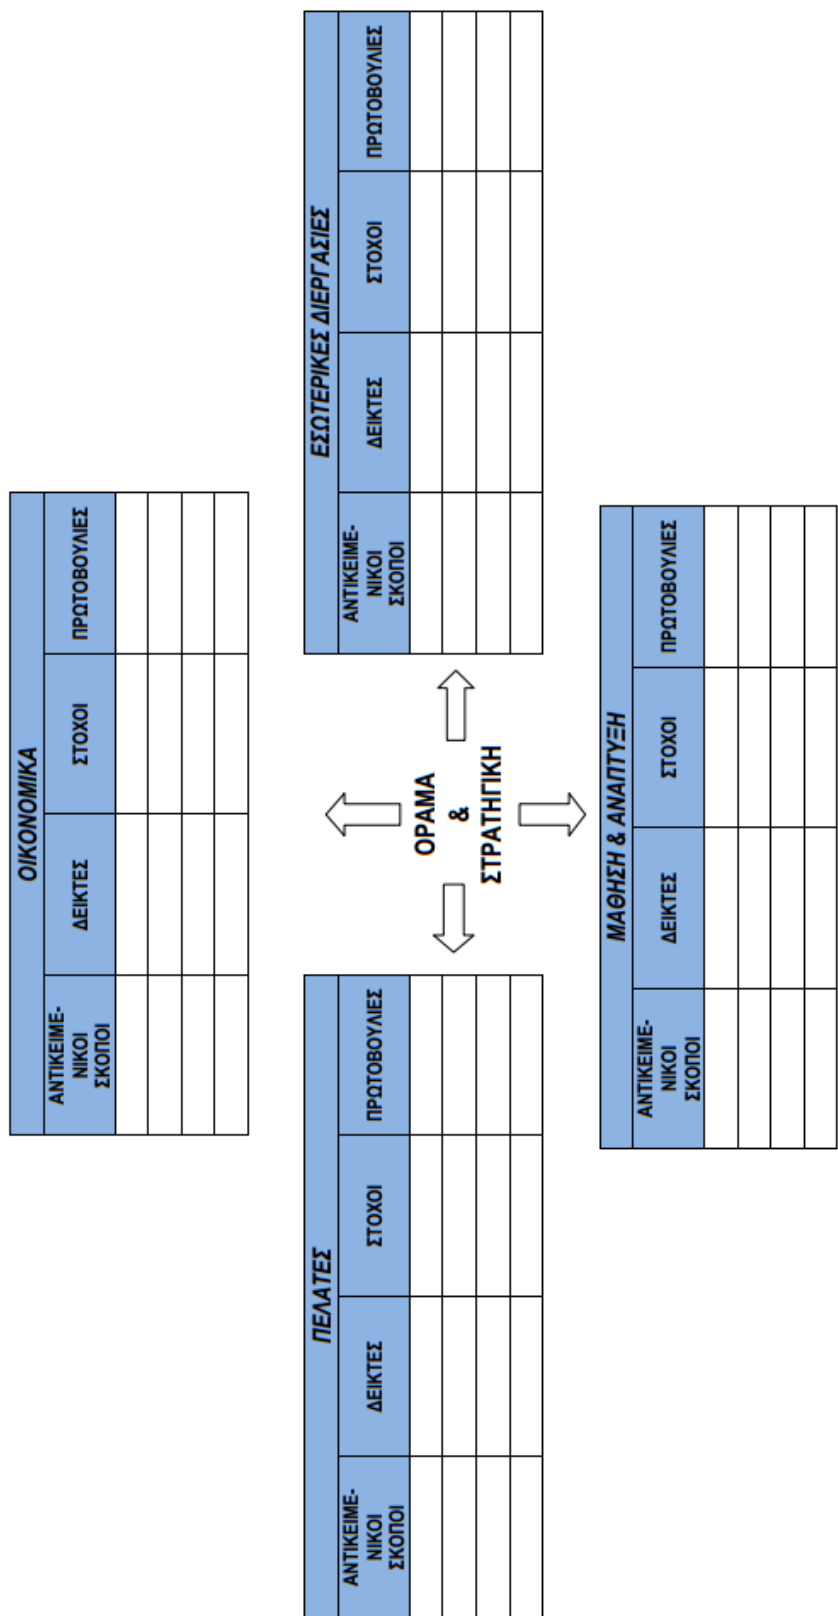 ΟΙΚΟΝΟΜΙΚΑ
ΑΝΤΙΚΕΙΜΕ-
ΝΙΚΟΙ
ΣΚΟΠΟΙ
ΔΕΙΚΤΕΣ
ΣΤΟΧΟΙ
ΠΡΩΤΟΒΟΥΛΙΕΣ
ΠΕΛΑΤΕΣ
ΑΝΤΙΚΕΙΜΕ-
ΝΙΚΟΙ
ΣΚΟΠΟΙ
ΔΕΙΚΤΕΣ
ΣΤΟΧΟΙ
ΠΡΩΤΟΒΟΥΛΙΕΣ
ΟΡΑΜΑ
&
ΣΤΡΑΤΗΓΙΚΗ
ΕΣΩΤΕΡΙΚΕΣ ΔΙΕΡΓΑΣΙΕΣ
ΑΝΤΙΚΕΙΜΕ-
ΝΙΚΟΙ
ΣΚΟΠΟΙ
ΔΕΙΚΤΕΣ
ΣΤΟΧΟΙ
ΠΡΩΤΟΒΟΥΛΙΕΣ
ΜΑΘΗΣΗ & ΑΝΑΠΤΥΞΗ
ΑΝΤΙΚΕΙΜΕ-
ΝΙΚΟΙ
ΣΚΟΠΟΙ
ΔΕΙΚΤΕΣ
ΣΤΟΧΟΙ
ΠΡΩΤΟΒΟΥΛΙΕΣ